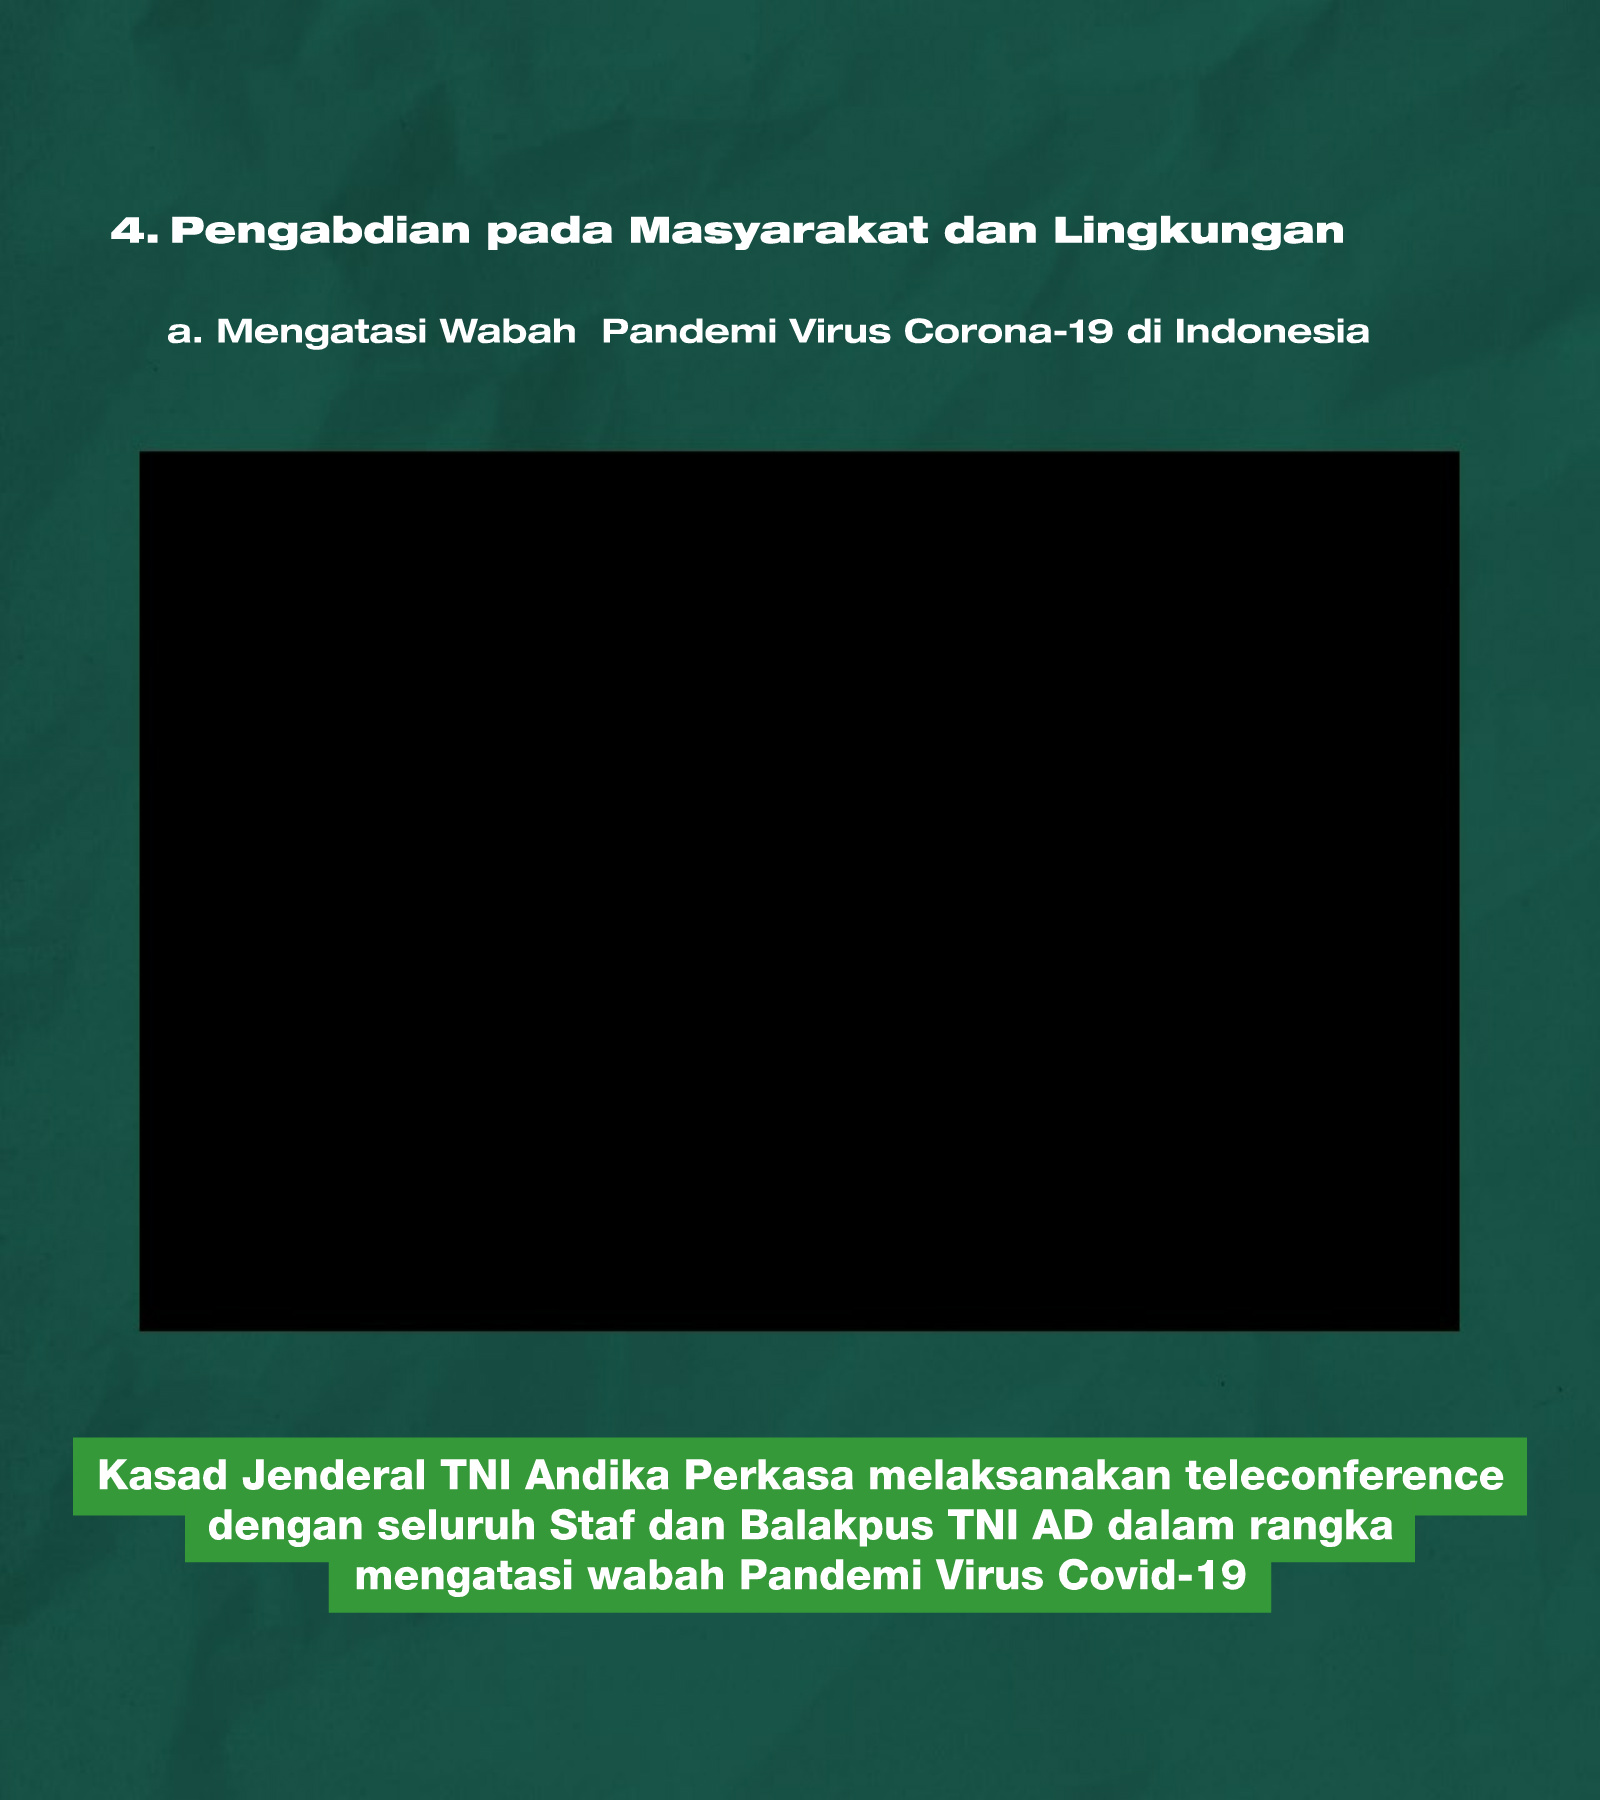 4. Pengabdian pada Masyarakat dan Lingkungan
a. Mengatasi Wabah  Pandemi Virus Corona-19 di Indonesia
Kasad Jenderal TNI Andika Perkasa melaksanakan teleconference
dengan seluruh Staf dan Balakpus TNI AD dalam rangka
mengatasi wabah Pandemi Virus Covid-19